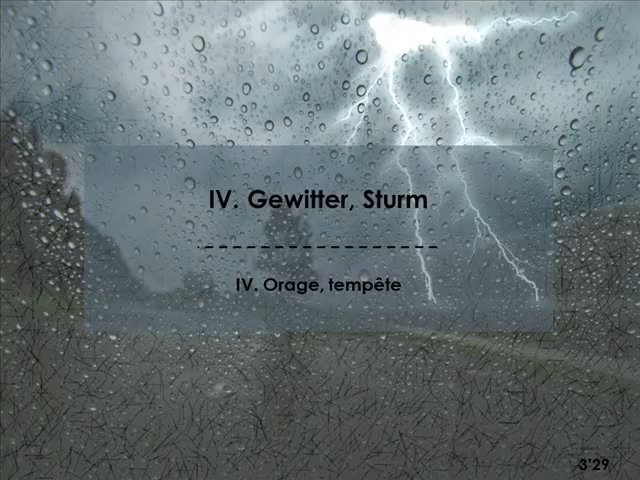 IV. Gewitter, Sturm
-----------------
IV. Orage, tempête
3'29